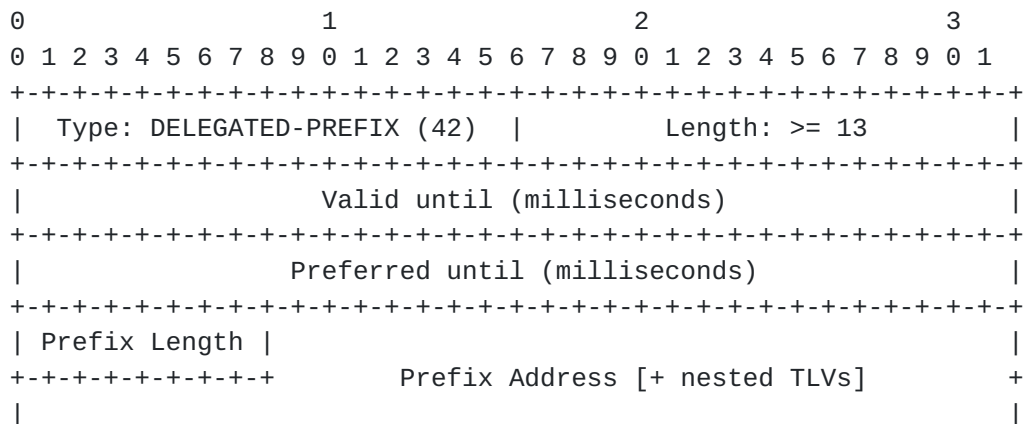 0                   1                   2                   3
0 1 2 3 4 5 6 7 8 9 0 1 2 3 4 5 6 7 8 9 0 1 2 3 4 5 6 7 8 9 0 1
+-+-+-+-+-+-+-+-+-+-+-+-+-+-+-+-+-+-+-+-+-+-+-+-+-+-+-+-+-+-+-+-+
|  Type: DELEGATED-PREFIX (42)  |         Length: >= 13         |
+-+-+-+-+-+-+-+-+-+-+-+-+-+-+-+-+-+-+-+-+-+-+-+-+-+-+-+-+-+-+-+-+
|                   Valid until (milliseconds)                  |
+-+-+-+-+-+-+-+-+-+-+-+-+-+-+-+-+-+-+-+-+-+-+-+-+-+-+-+-+-+-+-+-+
|                 Preferred until (milliseconds)                |
+-+-+-+-+-+-+-+-+-+-+-+-+-+-+-+-+-+-+-+-+-+-+-+-+-+-+-+-+-+-+-+-+
| Prefix Length |                                               |
+-+-+-+-+-+-+-+-+        Prefix Address [+ nested TLVs]         +
|                                                               |